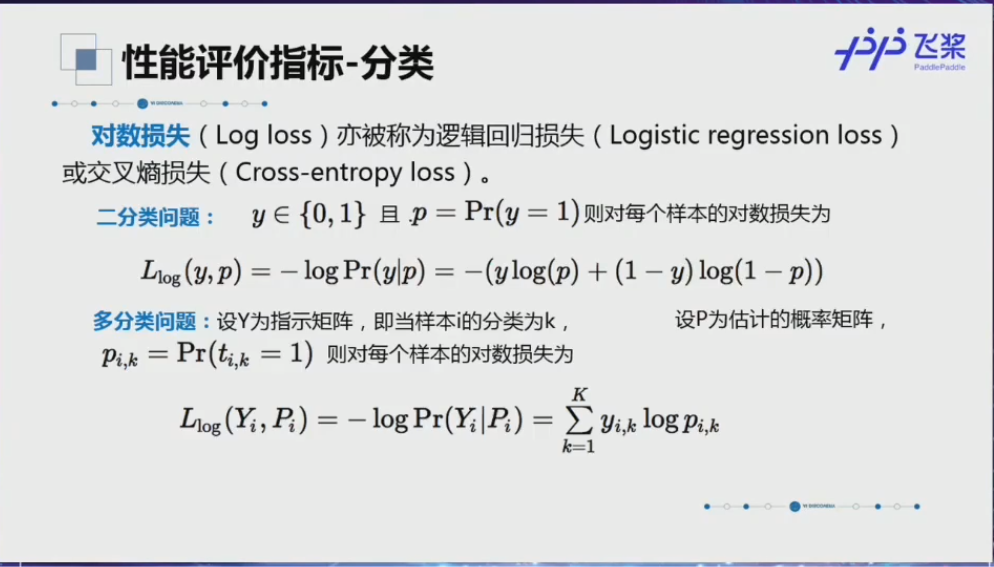 性能评价指标-分类
飞桨
PaddlePaddle
对数损失（Log loss）亦被称为逻辑回归损失（Logistic regression loss）
或交叉熵损失（Cross-entropy loss）。
二分类问题： y ∈ {0, 1} 且 .p = Pr(y = 1) 则对每个样本的对数损失为
L_log(y, p) = − log Pr(y|p) = −(y log(p) + (1 − y) log(1 − p))
多分类问题：设Y为指示矩阵，即当样本i的分类为k， 设P为估计的概率矩阵，
p_{i,k} = Pr(t_{i,k} = 1) 则对每个样本的对数损失为
L_log(Y_i, P_i) = − log Pr(Y_i|P_i) = ∑_{k=1}^{K} y_{i,k} log p_{i,k}